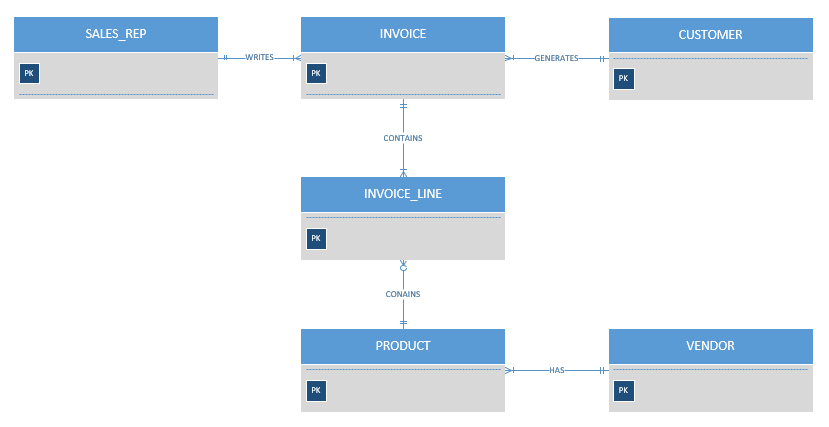 SALES_REP
INVOICE
CUSTOMER
WRITES
GENERATES
PK
PK
PK
CONTAINS
INVOICE_LINE
PK
CONAINS
PRODUCT
VENDOR
HAS
PK
PK